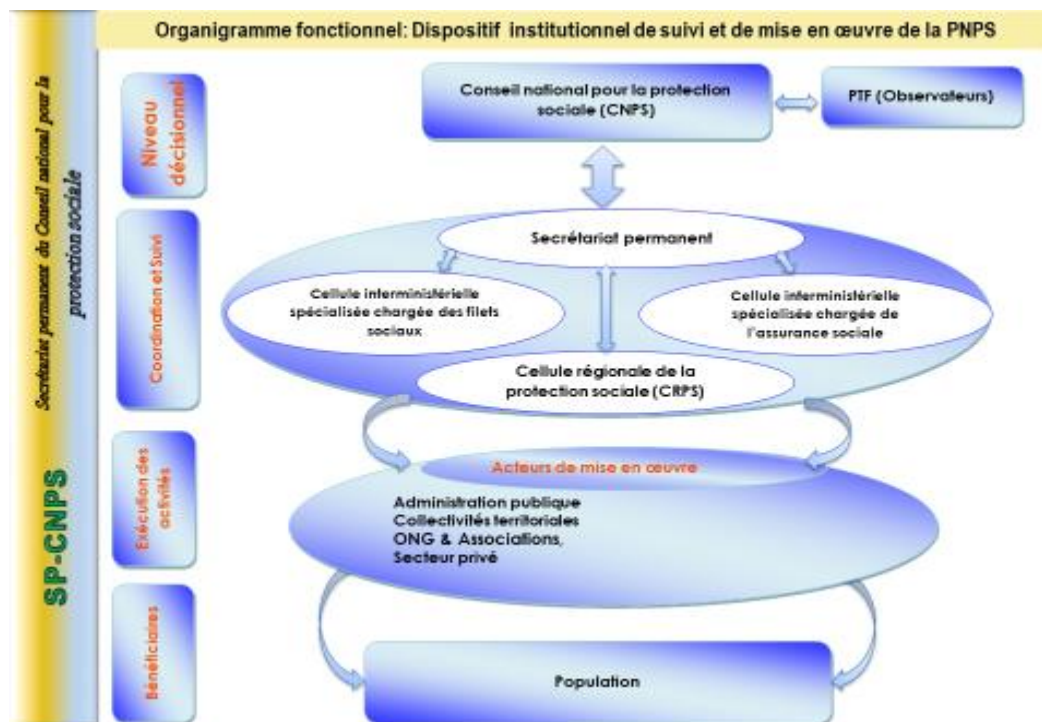 Organigramme fonctionnel: Dispositif institutionnel de suivi et de mise en œuvre de la PNPS
Secrétariat permanent du Conseil national pour la
protection sociale
SP-CNPS
Niveau
décisionnel
Conseil national pour la protection
sociale (CNPS)
PTF (Observateurs)
Coordination et Suivi
Secrétariat permanent
Cellule interministérielle
spécialisée chargée des filets
sociaux
Cellule interministérielle
spécialisée chargée de
l'assurance sociale
Cellule régionale de la
protection sociale (CRPS)
Exécution des
activités
Acteurs de mise en œuvre
Administration publique
Collectivités territoriales
ONG & Associations,
Secteur privé
Bénéficiaires
Population